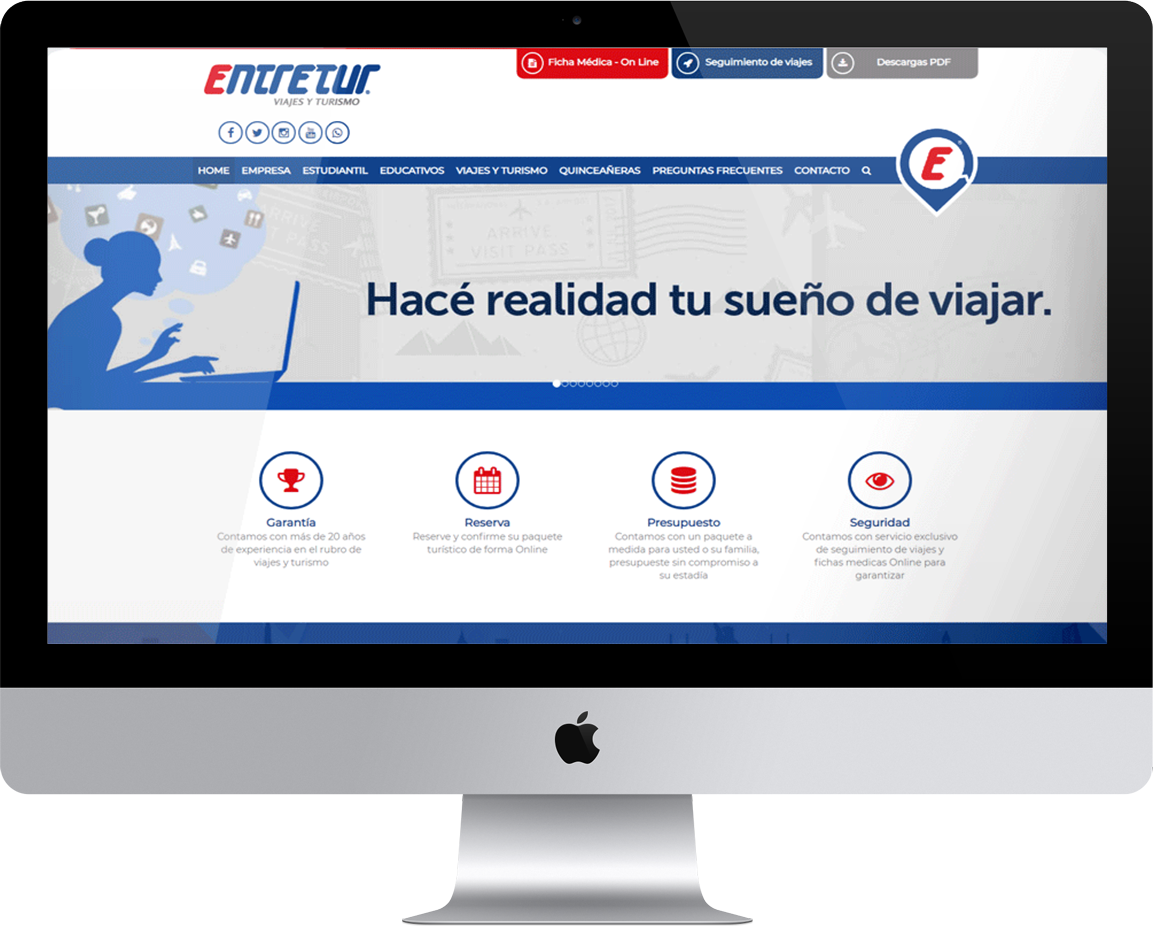 Ficha Médica - On Line
Seguimiento de viajes
Descargas PDF
ENTRETUR
VIAJES Y TURISMO
HOME EMPRESA ESTUDIANTIL EDUCATIVOS VIAJES Y TURISMO QUINCEAÑERAS PREGUNTAS FRECUENTES CONTACTO
E
ARRIVE
VISIT PASS
ARRIVE
VISIT PASS
Hacé realidad tu sueño de viajar.
Garantía
Contamos con más de 20 años
de experiencia en el rubro de
viajes y turismo
Reserva
Reserve y confirme su paquete
turístico de forma Online
Presupuesto
Contamos con un paquete a
medida para usted o su familia,
presupueste sin compromiso a
su estadía
Seguridad
Contamos con servicio exclusivo
de seguimiento de viajes y
fichas medicas Online para
garantizar